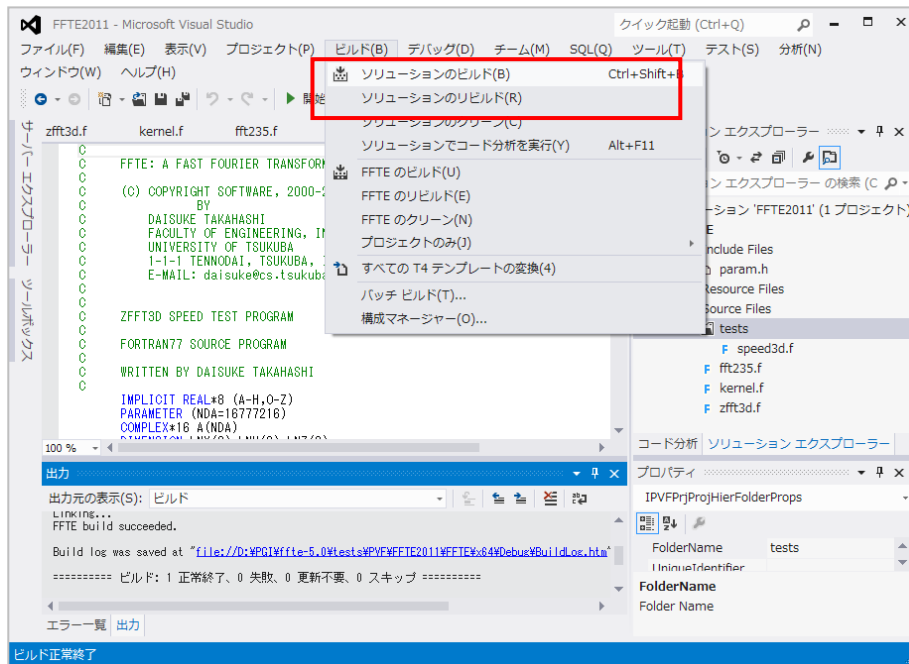 FFTE2011 - Microsoft Visual Studio
クイック起動 (Ctrl+Q)
ファイル(F) 編集(E) 表示(V) プロジェクト(P) ビルド(B) デバッグ(D) チーム(M) SQL(Q) ツール(T) テスト(S) 分析(N)
ウィンドウ(W) ヘルプ(H)
開始
ソリューションのビルド(B) Ctrl+Shift+B
ソリューションのリビルド(R)
ソリューションのクリーン(C)
ソリューションでコード分析を実行(Y) Alt+F11
FFTE のビルド(U)
FFTE のリビルド(E)
FFTE のクリーン(N)
プロジェクトのみ(J)
すべての T4 テンプレートの変換(4)
バッチ ビルド(T)...
構成マネージャー(O)...
サーバー エクスプローラー
ツールボックス
zfft3d.f kernel.f fft235.f
C
C FFTE: A FAST FOURIER TRANSFORM
C
C (C) COPYRIGHT SOFTWARE, 2000-2
C BY
C DAISUKE TAKAHASHI
C FACULTY OF ENGINEERING, IN
C UNIVERSITY OF TSUKUBA
C 1-1-1 TENNODAI, TSUKUBA,
C E-MAIL: daisuke@cs.tsukuba
C
C
C ZFFT3D SPEED TEST PROGRAM
C
C FORTRAN77 SOURCE PROGRAM
C
C WRITTEN BY DAISUKE TAKAHASHI
C
IMPLICIT REAL*8 (A-H,O-Z)
PARAMETER (NDA=16777216)
COMPLEX*16 A(NDA)
100 %
ン エクスプローラー
ン エクスプローラー の検索 (C
ーション 'FFTE2011' (1 プロジェクト)
E
nclude Files
param.h
Resource Files
Source Files
tests
speed3d.f
fft235.f
kernel.f
zfft3d.f
コード分析 ソリューション エクスプローラー
出力
出力元の表示(S): ビルド
Linking...
FFTE build succeeded.
Build log was saved at "file://D:¥PGI¥ffte-5.0¥tests¥PVF¥FFTE2011¥FFTE¥x64¥Debug¥BuildLog.htm"
========== ビルド: 1 正常終了、0 失敗、0 更新不要、0 スキップ ==========
エラー一覧 出力
プロパティ
IPVFPrjProjHierFolderProps
FolderName tests
UniqueIdentifier
FolderName
Folder Name
ビルド正常終了